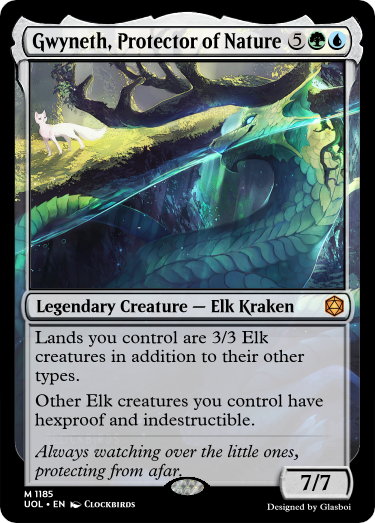 Gwyneth, Protector of Nature 5
Legendary Creature — Elk Kraken
Lands you control are 3/3 Elk
creatures in addition to their other
types.
Other Elk creatures you control have
hexproof and indestructible.
CLOCKBIRDS
Always watching over the little ones,
protecting from afar.
7/7
M 1185
UOL • EN Clockbirds
Designed by Glasboi